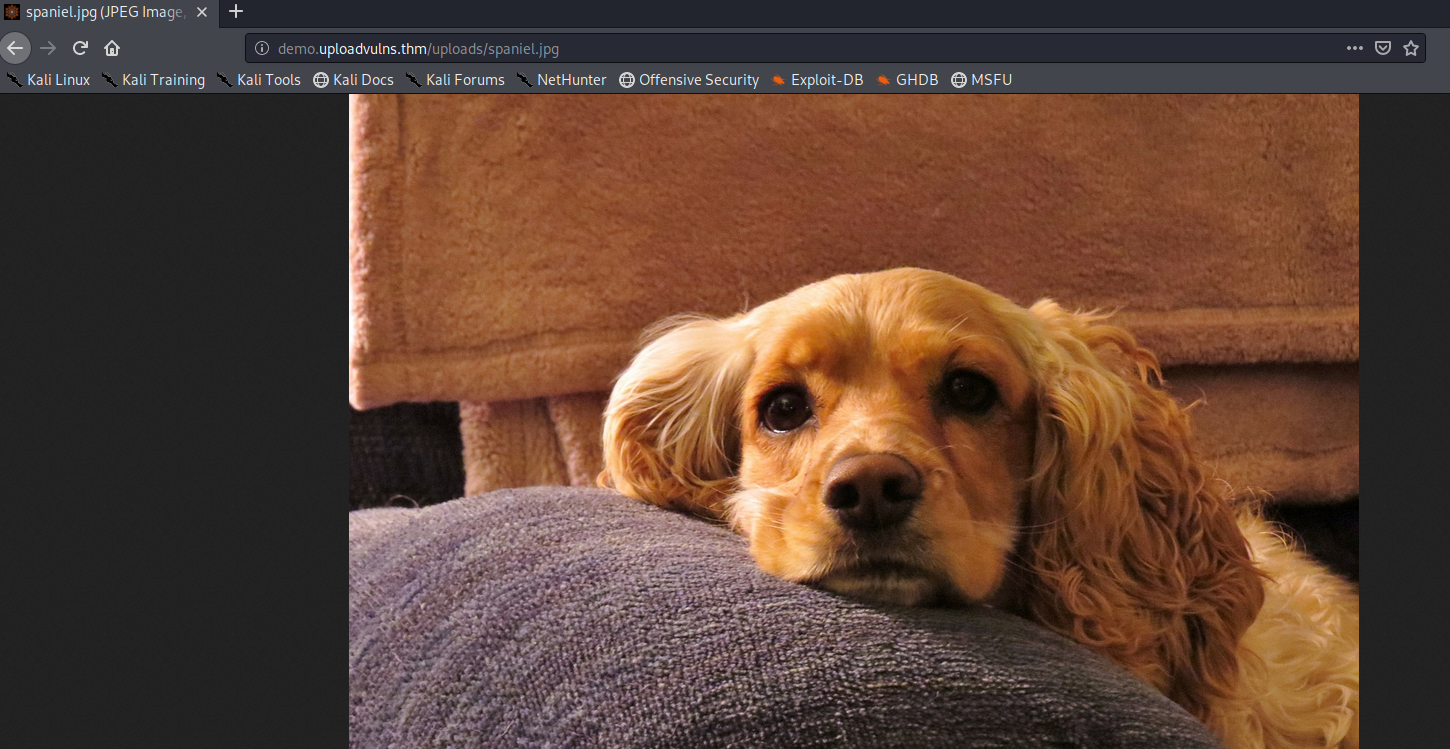 spaniel.jpg (JPEG Image,
demo.uploadvulns.thm/uploads/spaniel.jpg
Kali Linux Kali Training Kali Tools Kali Docs Kali Forums NetHunter Offensive Security Exploit-DB GHDB MSFU